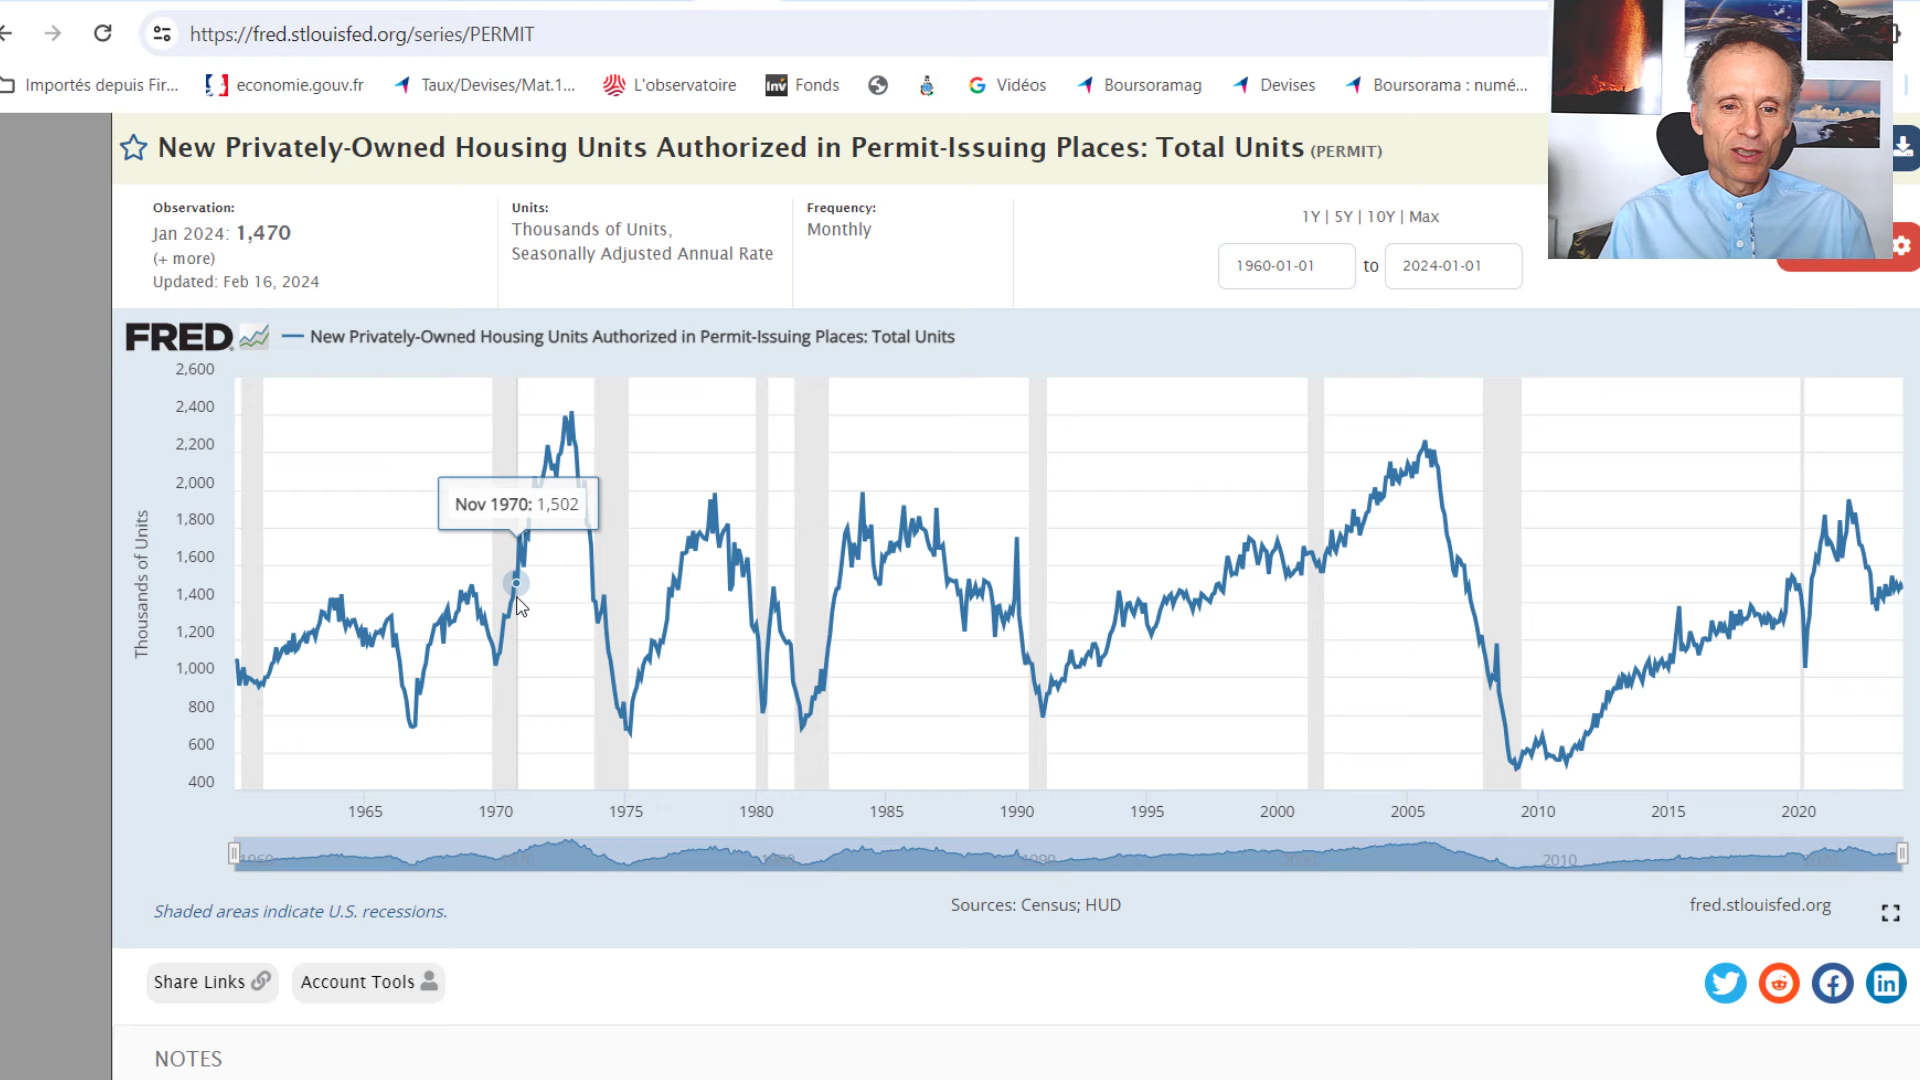 https://fred.stlouisfed.org/series/PERMIT
Importés depuis Fir...
economie.gouv.fr
Taux/Devises/Mat.1...
L'observatoire
Inv Fonds
Vidéos
Boursoramag
Devises
Boursorama : numé...
New Privately-Owned Housing Units Authorized in Permit-Issuing Places: Total Units (PERMIT)
Observation:
Jan 2024: 1,470
(+ more)
Updated: Feb 16, 2024
Units:
Thousands of Units,
Seasonally Adjusted Annual Rate
Frequency:
Monthly
1Y | 5Y | 10Y | Max
1960-01-01 to 2024-01-01
FRED
New Privately-Owned Housing Units Authorized in Permit-Issuing Places: Total Units
Thousands of Units
2,600
2,400
2,200
2,000
1,800
1,600
1,400
1,200
1,000
800
600
400
Nov 1970: 1,502
1965 1970 1975 1980 1985 1990 1995 2000 2005 2010 2015 2020
1960 1970 1980 1990 2000 2010
Shaded areas indicate U.S. recessions.
Sources: Census; HUD
fred.stlouisfed.org
Share Links
Account Tools
in
NOTES